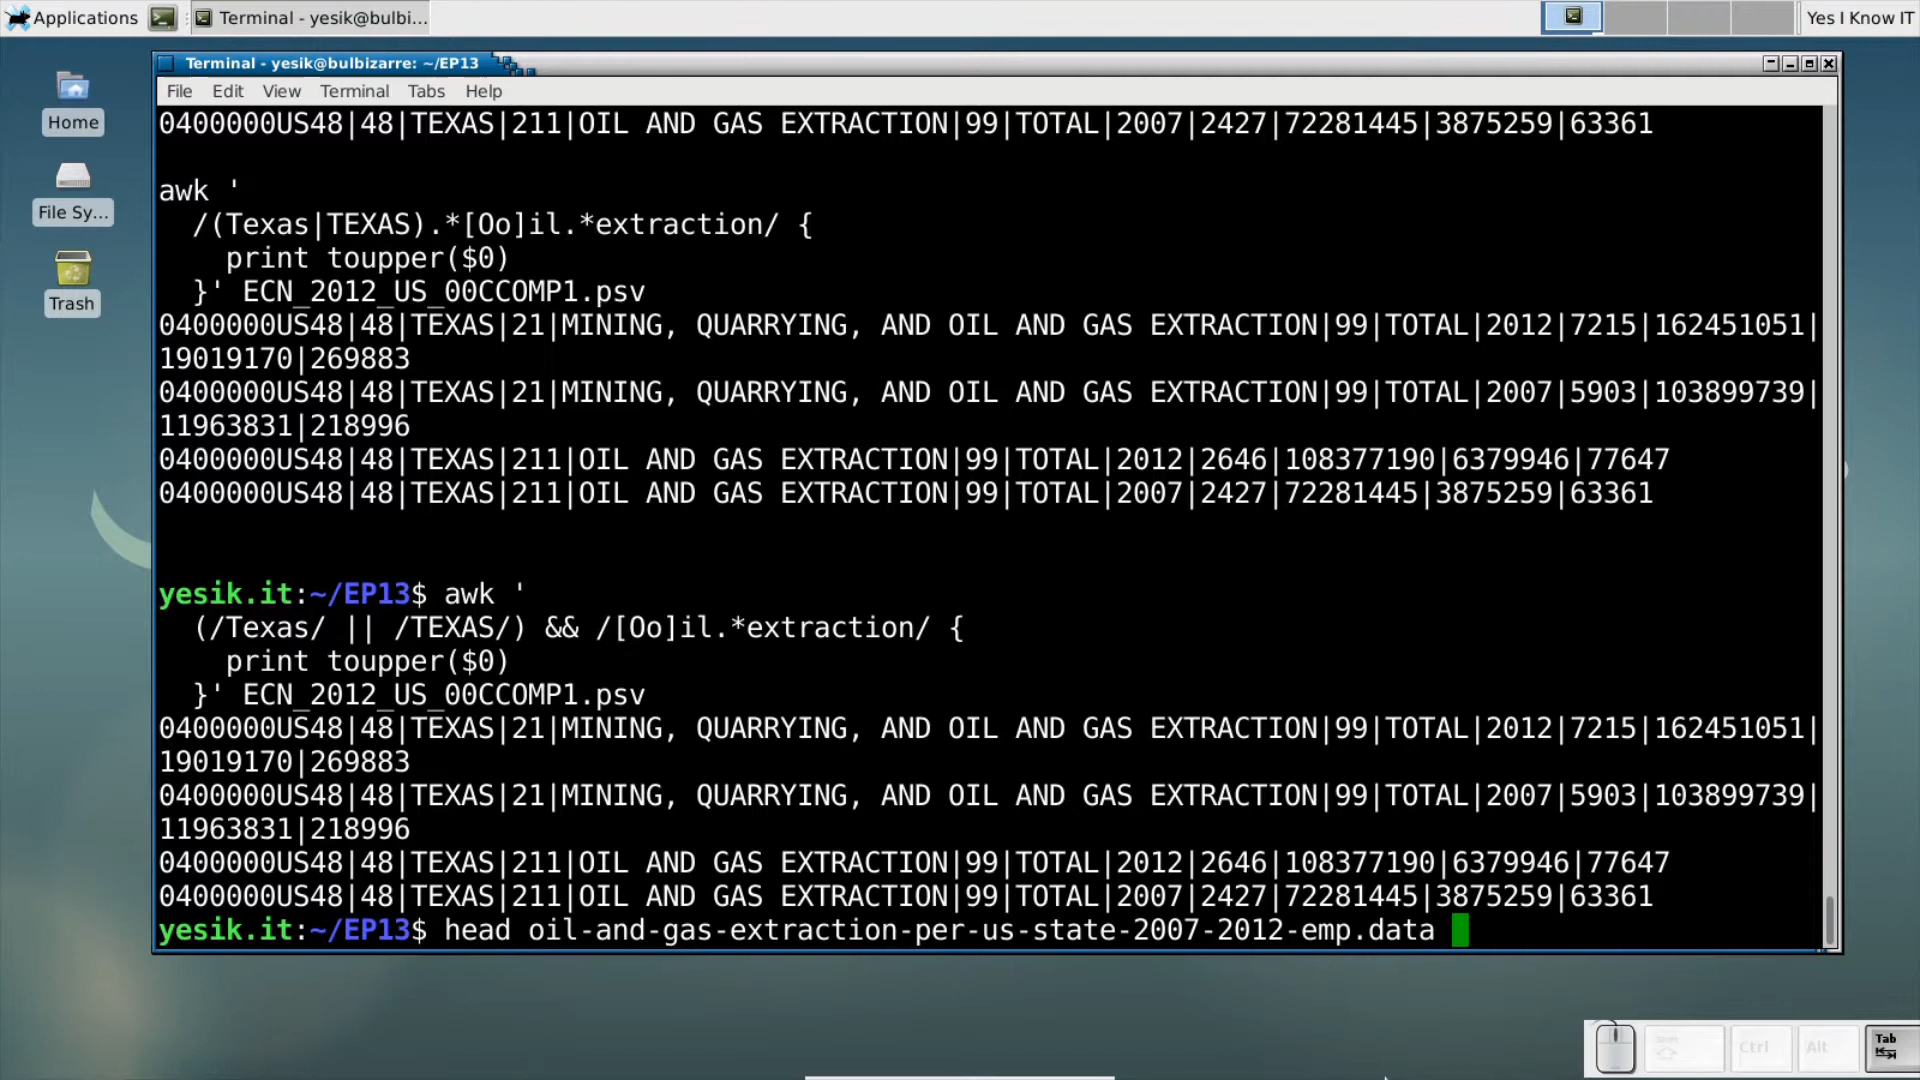 Applications
Terminal - yesik@bulbi...
Yes I Know IT
Home
File Sy...
Trash
Terminal - yesik@bulbizarre: ~/EP13
File Edit View Terminal Tabs Help
0400000US48|48|TEXAS|211|OIL AND GAS EXTRACTION|99|TOTAL|2007|2427|72281445|3875259|63361
awk '
  /(Texas|TEXAS).*[Oo]il.*extraction/ {
    print toupper($0)
  }' ECN_2012_US_00CCOMP1.psv
0400000US48|48|TEXAS|21|MINING, QUARRYING, AND OIL AND GAS EXTRACTION|99|TOTAL|2012|7215|162451051|
19019170|269883
0400000US48|48|TEXAS|21|MINING, QUARRYING, AND OIL AND GAS EXTRACTION|99|TOTAL|2007|5903|103899739|
11963831|218996
0400000US48|48|TEXAS|211|OIL AND GAS EXTRACTION|99|TOTAL|2012|2646|108377190|6379946|77647
0400000US48|48|TEXAS|211|OIL AND GAS EXTRACTION|99|TOTAL|2007|2427|72281445|3875259|63361
yesik.it:~/EP13$ awk '
  (/Texas/ || /TEXAS/) && /[Oo]il.*extraction/ {
    print toupper($0)
  }' ECN_2012_US_00CCOMP1.psv
0400000US48|48|TEXAS|21|MINING, QUARRYING, AND OIL AND GAS EXTRACTION|99|TOTAL|2012|7215|162451051|
19019170|269883
0400000US48|48|TEXAS|21|MINING, QUARRYING, AND OIL AND GAS EXTRACTION|99|TOTAL|2007|5903|103899739|
11963831|218996
0400000US48|48|TEXAS|211|OIL AND GAS EXTRACTION|99|TOTAL|2012|2646|108377190|6379946|77647
0400000US48|48|TEXAS|211|OIL AND GAS EXTRACTION|99|TOTAL|2007|2427|72281445|3875259|63361
yesik.it:~/EP13$ head oil-and-gas-extraction-per-us-state-2007-2012-emp.data
Shift Ctrl Alt Tab